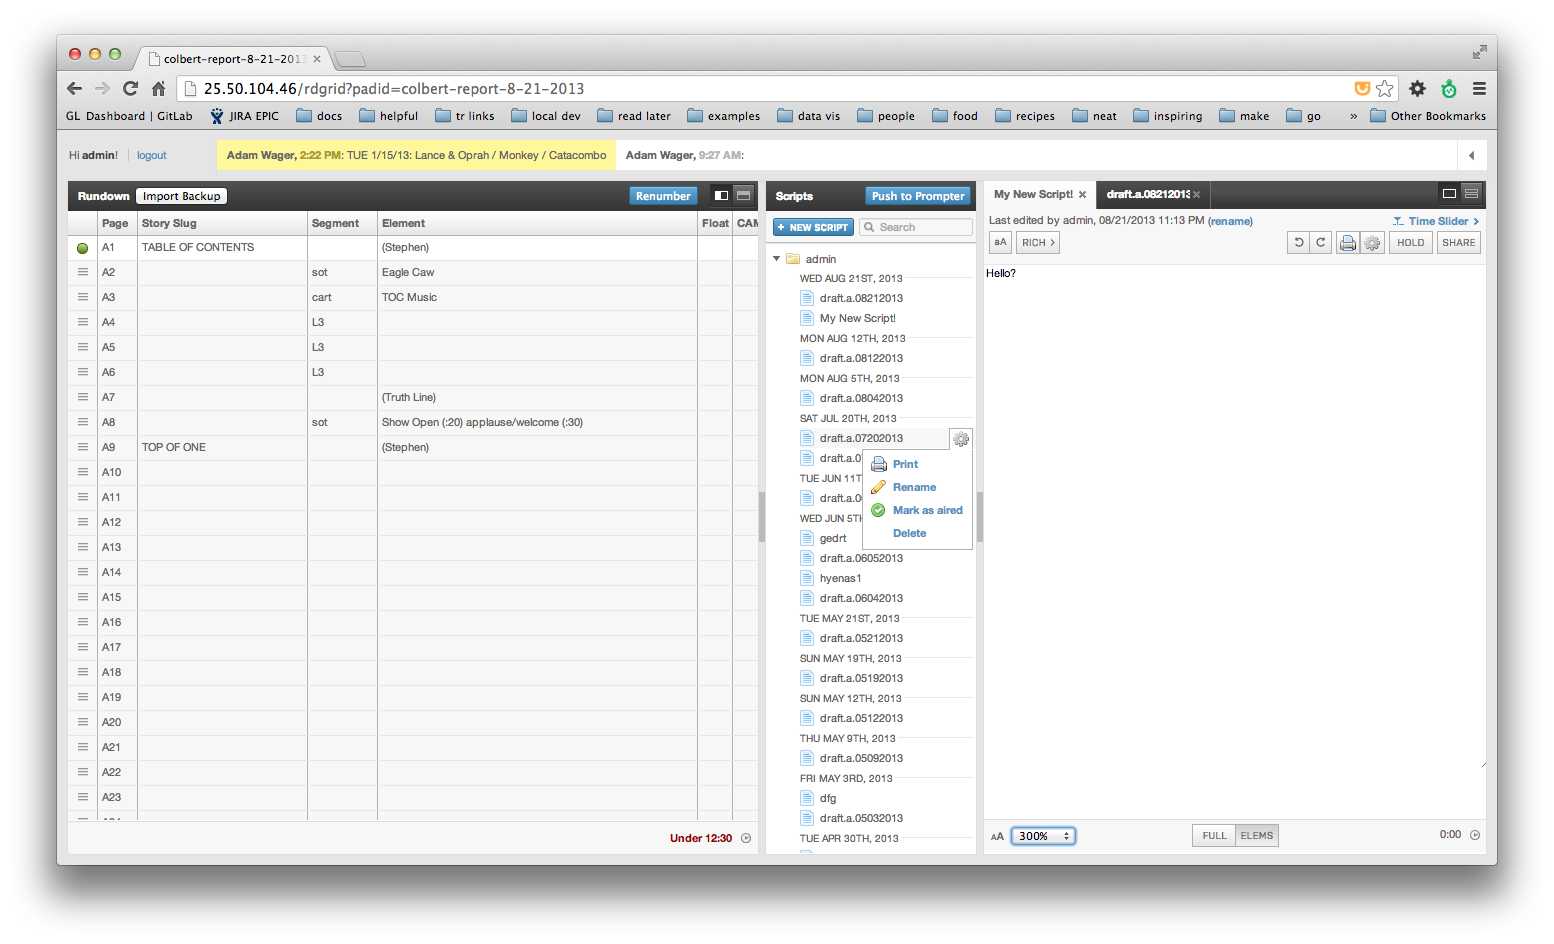 colbert-report-8-21-2013
25.50.104.46/rdgrid?padid=colbert-report-8-21-2013
GL Dashboard | GitLab JIRA EPIC docs helpful tr links local dev read later examples data vis people food recipes neat inspiring make go » Other Bookmarks
Hi admin! logout Adam Wager, 2:22 PM: TUE 1/15/13: Lance & Oprah / Monkey / Catacombo Adam Wager, 9:27 AM:
Rundown Import Backup Renumber
Page Story Slug Segment Element Float CAM
A1 TABLE OF CONTENTS (Stephen)
A2 sot Eagle Caw
A3 cart TOC Music
A4 L3
A5 L3
A6 L3
A7 (Truth Line)
A8 sot Show Open (:20) applause/welcome (:30)
A9 TOP OF ONE (Stephen)
A10
A11
A12
A13
A14
A15
A16
A17
A18
A19
A20
A21
A22
A23
Under 12:30
Scripts Push to Prompter
+ NEW SCRIPT Search
admin
WED AUG 21ST, 2013
draft.a.08212013
My New Script!
MON AUG 12TH, 2013
draft.a.08122013
MON AUG 5TH, 2013
draft.a.08042013
SAT JUL 20TH, 2013
draft.a.07202013
draft.a.0
TUE JUN 11T
draft.a.0
WED JUN 5TH
gedrt
draft.a.06052013
hyenas1
draft.a.06042013
TUE MAY 21ST, 2013
draft.a.05212013
SUN MAY 19TH, 2013
draft.a.05192013
SUN MAY 12TH, 2013
draft.a.05122013
THU MAY 9TH, 2013
draft.a.05092013
FRI MAY 3RD, 2013
dfg
draft.a.05032013
TUE APR 30TH, 2013
Print
Rename
Mark as aired
Delete
My New Script! draft.a.08212013
Last edited by admin, 08/21/2013 11:13 PM (rename) Time Slider >
aA RICH > HOLD SHARE
Hello?
aA 300% FULL ELEMS 0:00